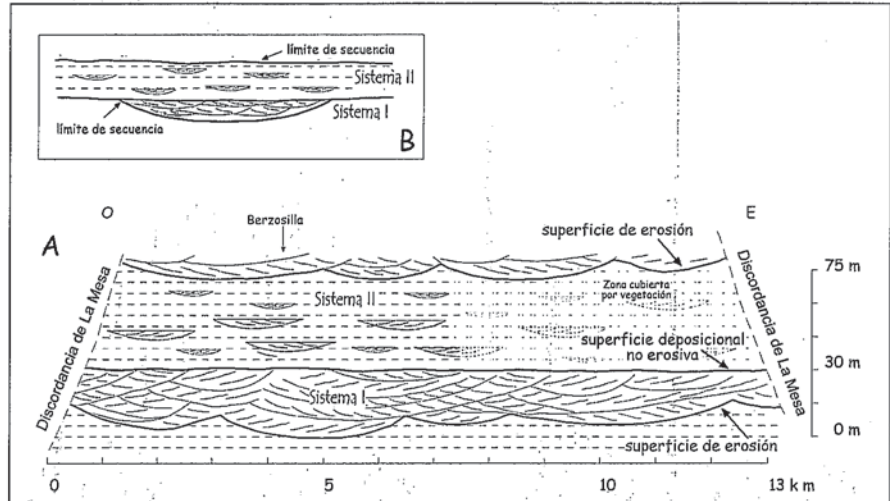 límite de secuencia
Sistema II
Sistema I
límite de secuencia
B
O
E
A
Berzosilla
superficie de erosión
Discordancia de La Mesa
Sistema II
Zona cubierta
por vegetación
75 m
superficie deposicional
no erosiva
30 m
Discordancia de La Mesa
Sistema I
0 m
superficie de erosión
0
5
10
13 k m